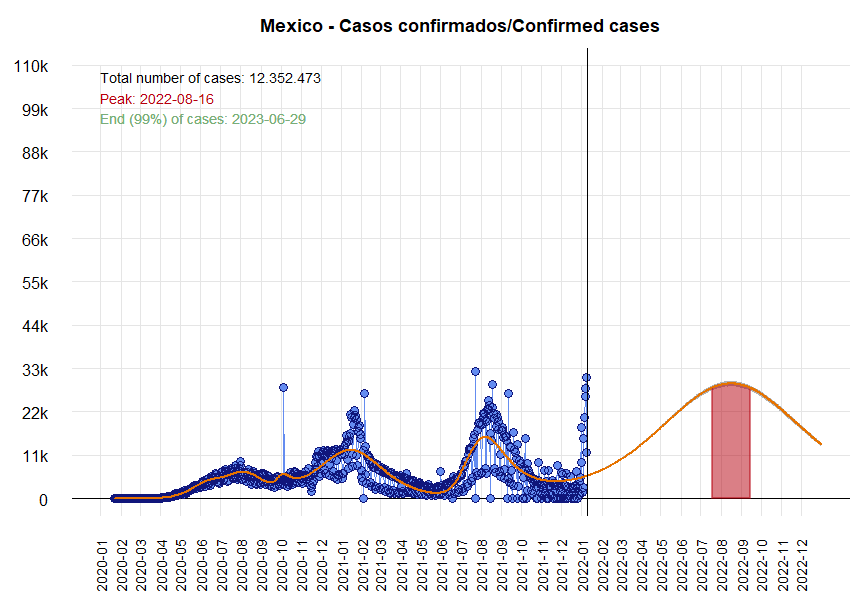 Mexico - Casos confirmados/Confirmed cases
110k
99k
88k
77k
66k
55k
44k
33k
22k
11k
0
Total number of cases: 12.352.473
Peak: 2022-08-16
End (99%) of cases: 2023-06-29
2020-01
2020-02
2020-03
2020-04
2020-05
2020-06
2020-07
2020-08
2020-09
2020-10
2020-11
2020-12
2021-01
2021-02
2021-03
2021-04
2021-05
2021-06
2021-07
2021-08
2021-09
2021-10
2021-11
2021-12
2022-01
2022-02
2022-03
2022-04
2022-05
2022-06
2022-07
2022-08
2022-09
2022-10
2022-11
2022-12